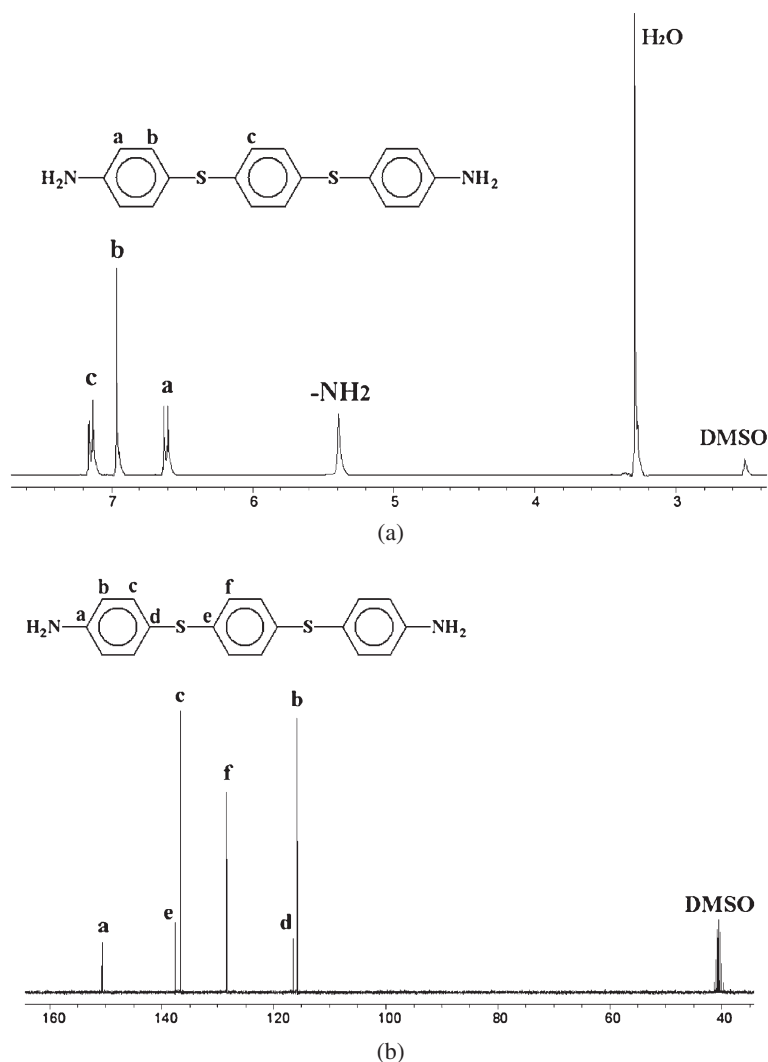 H₂O
a b c
H₂N S S NH₂
b
c a -NH2
DMSO
7 6 5 4 3
(a)
b c f
a d e
H₂N S S NH₂
c b
f
e d a DMSO
160 140 120 100 80 60 40
(b)